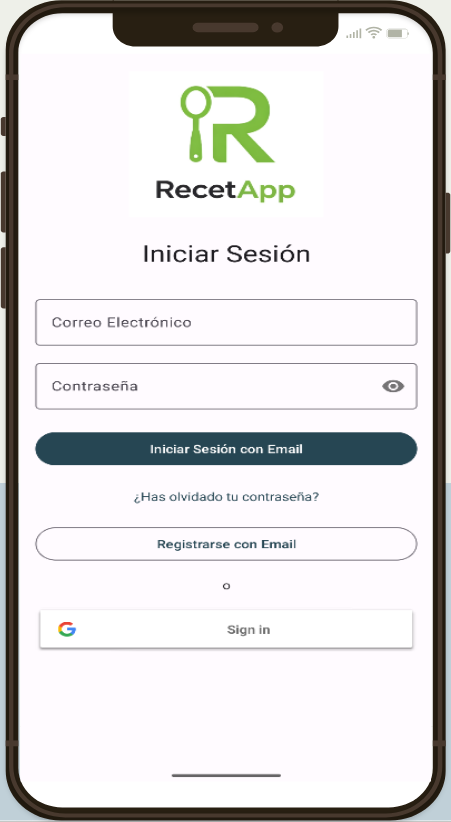 RecetApp
Iniciar Sesión
Correo Electrónico
Contraseña
Iniciar Sesión con Email
¿Has olvidado tu contraseña?
Registrarse con Email
o
Sign in